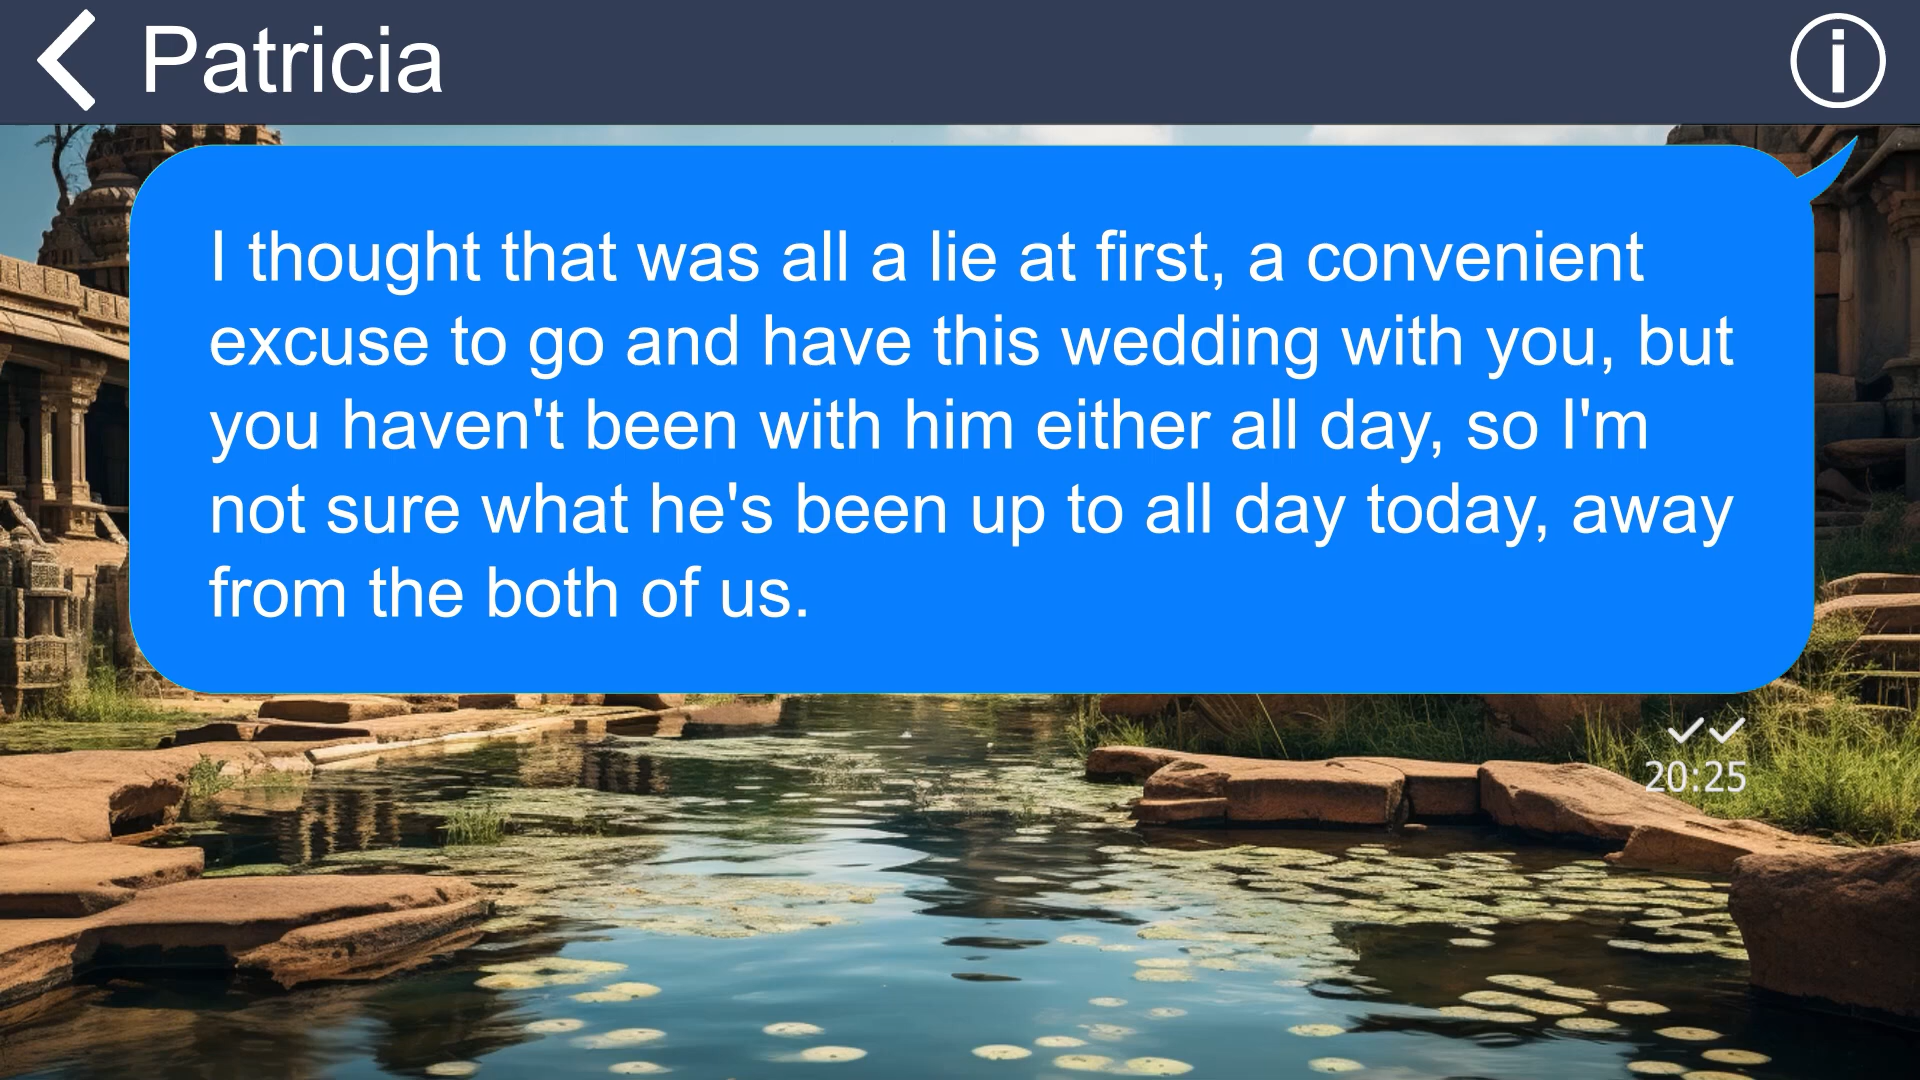 Patricia
I thought that was all a lie at first, a convenient
excuse to go and have this wedding with you, but
you haven't been with him either all day, so I'm
not sure what he's been up to all day today, away
from the both of us.
20:25